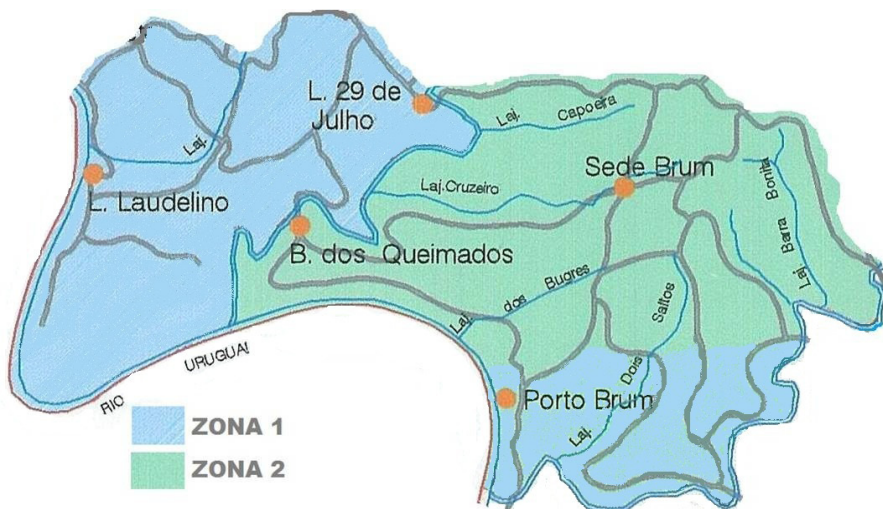 L. 29 de
Julho
Laj.
Capoeira
Laj.
L. Laudelino
Laj. Cruzeiro
Sede Brum
Laj. Barra Bonita
B. dos Queimados
Laj. dos Bugres
Laj. Dois Saltos
RIO URUGUAI
Porto Brum
ZONA 1
ZONA 2